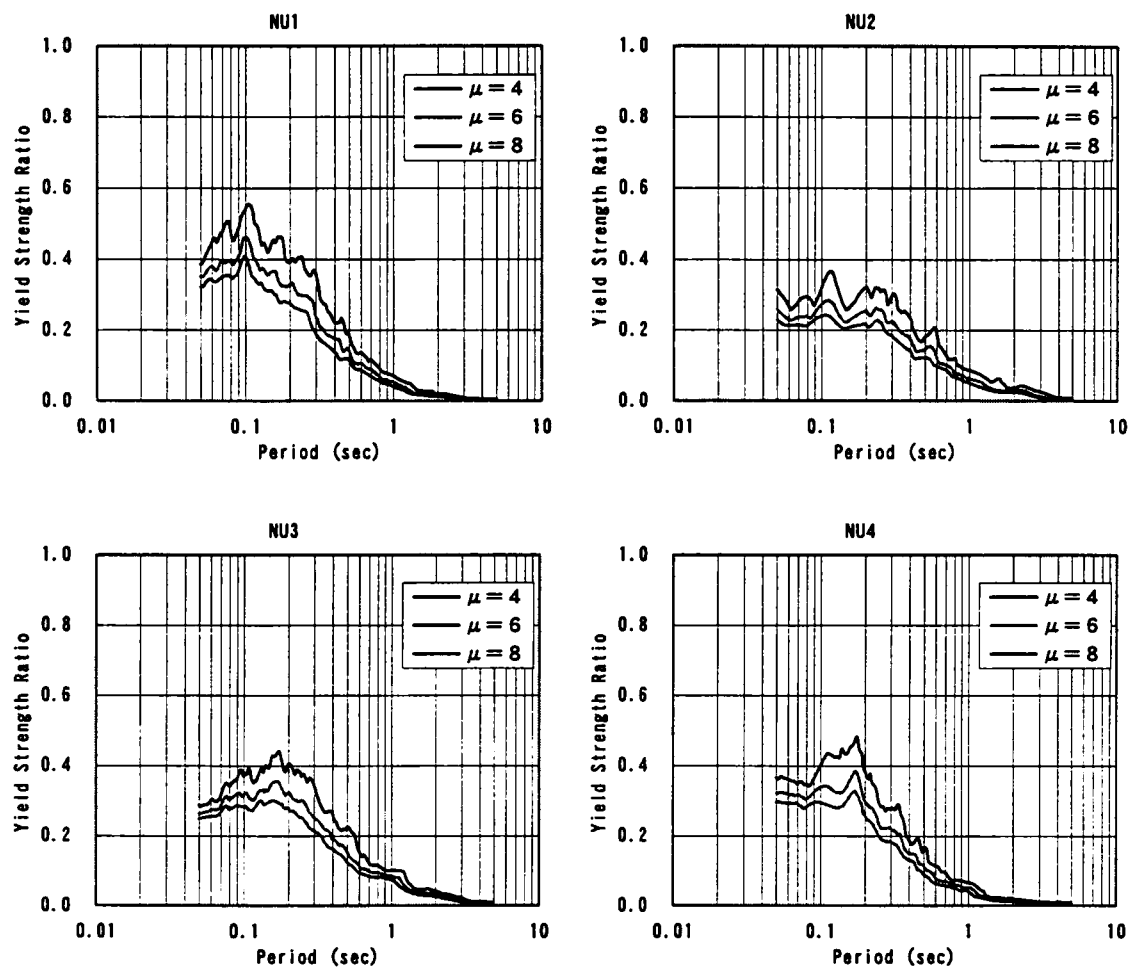 NU1
1.0
0.8
0.6
0.4
0.2
0.0
Yield Strength Ratio
μ=4
μ=6
μ=8
0.01 0.1 1 10
Period (sec)
NU2
1.0
0.8
0.6
0.4
0.2
0.0
Yield Strength Ratio
μ=4
μ=6
μ=8
0.01 0.1 1 10
Period (sec)
NU3
1.0
0.8
0.6
0.4
0.2
0.0
Yield Strength Ratio
μ=4
μ=6
μ=8
0.01 0.1 1 10
Period (sec)
NU4
1.0
0.8
0.6
0.4
0.2
0.0
Yield Strength Ratio
μ=4
μ=6
μ=8
0.01 0.1 1 10
Period (sec)